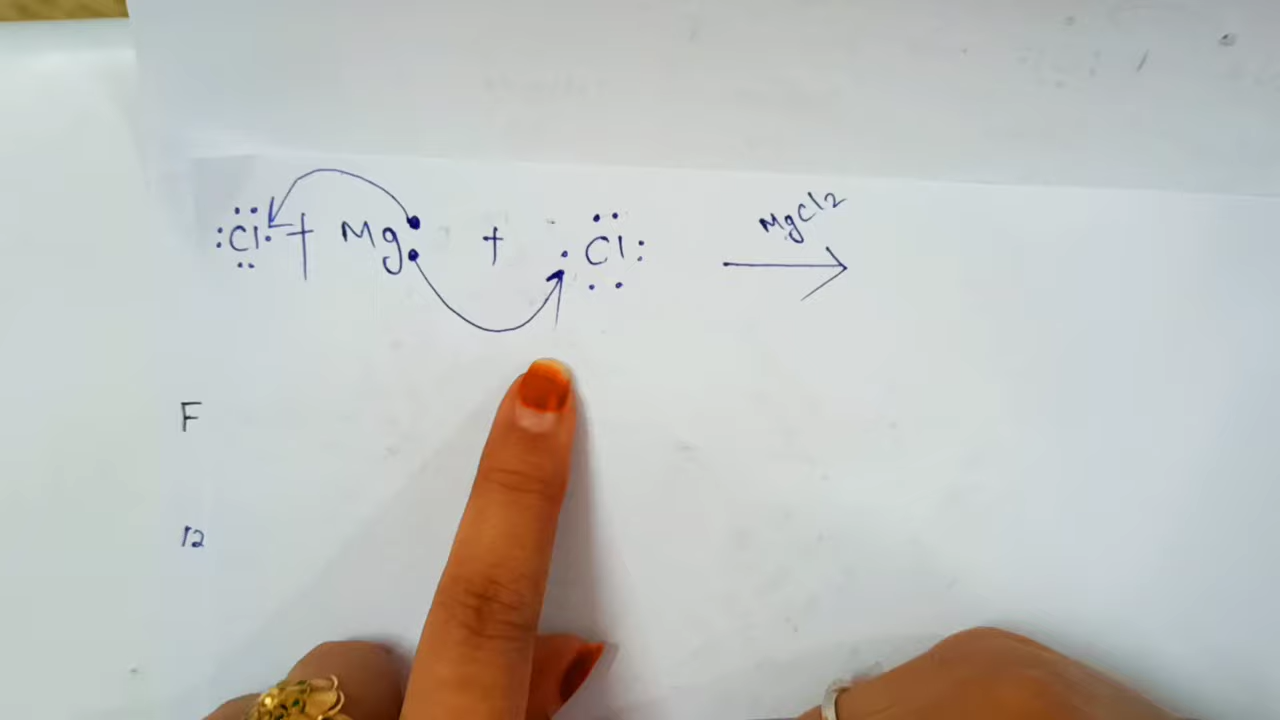 :Cl· + Mg: + ·Cl: MgCl2 →
F
12